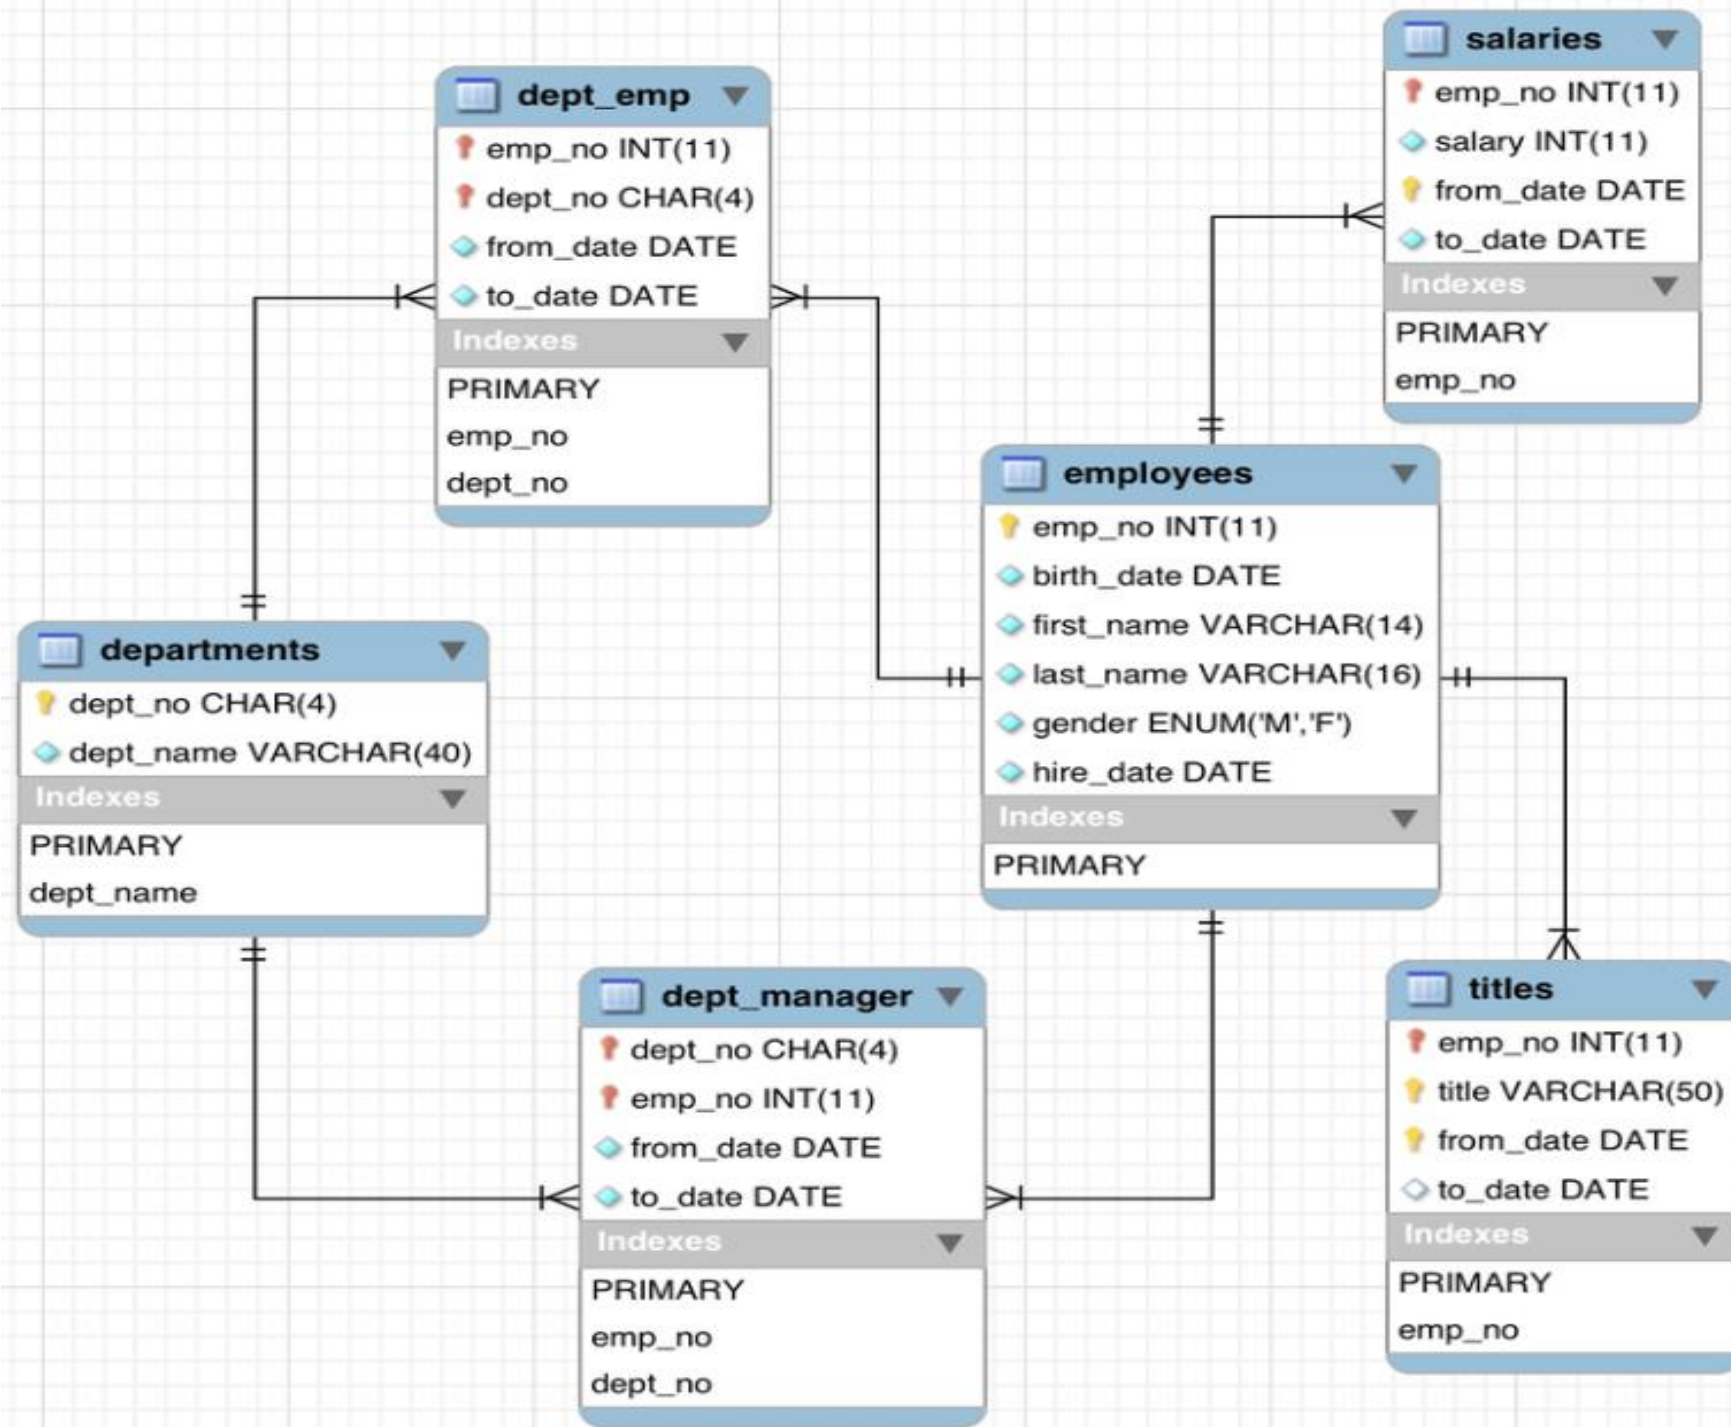 dept_emp
emp_no INT(11)
dept_no CHAR(4)
from_date DATE
to_date DATE
Indexes
PRIMARY
emp_no
dept_no
salaries
emp_no INT(11)
salary INT(11)
from_date DATE
to_date DATE
Indexes
PRIMARY
emp_no
departments
dept_no CHAR(4)
dept_name VARCHAR(40)
Indexes
PRIMARY
dept_name
employees
emp_no INT(11)
birth_date DATE
first_name VARCHAR(14)
last_name VARCHAR(16)
gender ENUM('M','F')
hire_date DATE
Indexes
PRIMARY
dept_manager
dept_no CHAR(4)
emp_no INT(11)
from_date DATE
to_date DATE
Indexes
PRIMARY
emp_no
dept_no
titles
emp_no INT(11)
title VARCHAR(50)
from_date DATE
to_date DATE
Indexes
PRIMARY
emp_no